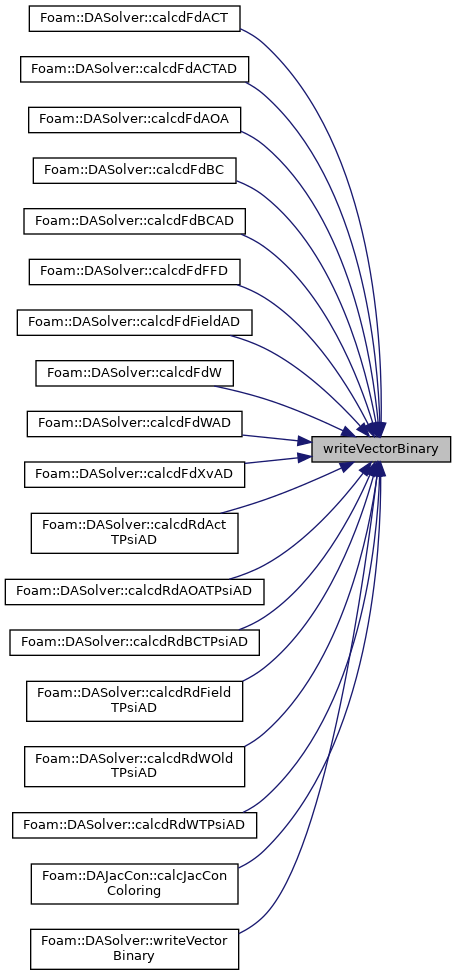 Foam::DASolver::calcdFdACT
Foam::DASolver::calcdFdACTAD
Foam::DASolver::calcdFdAOA
Foam::DASolver::calcdFdBC
Foam::DASolver::calcdFdBCAD
Foam::DASolver::calcdFdFFD
Foam::DASolver::calcdFdFieldAD
Foam::DASolver::calcdFdW
Foam::DASolver::calcdFdWAD
writeVectorBinary
Foam::DASolver::calcdFdXvAD
Foam::DASolver::calcdRdAct
TPsiAD
Foam::DASolver::calcdRdAOATPsiAD
Foam::DASolver::calcdRdBCTPsiAD
Foam::DASolver::calcdRdField
TPsiAD
Foam::DASolver::calcdRdWOld
TPsiAD
Foam::DASolver::calcdRdWTPsiAD
Foam::DAJacCon::calcJacCon
Coloring
Foam::DASolver::writeVector
Binary